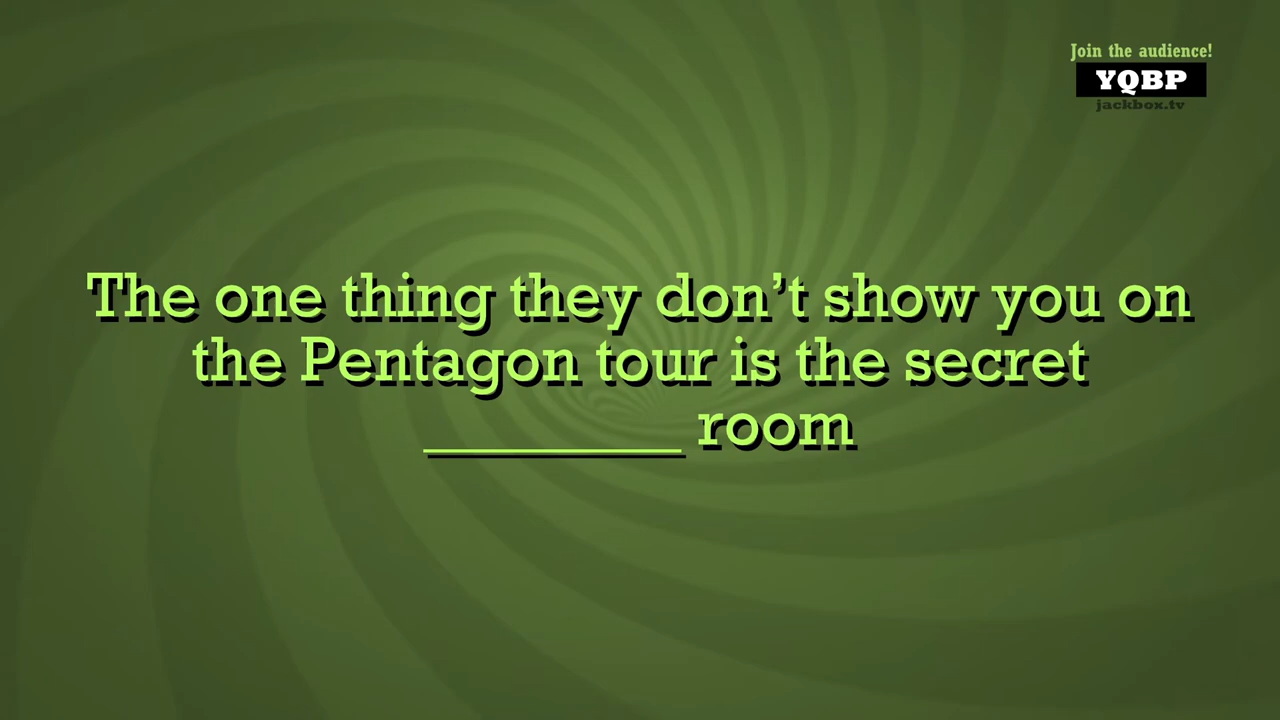 Join the audience!
YQBP
jackbox.tv
The one thing they don’t show you on
the Pentagon tour is the secret
_________ room